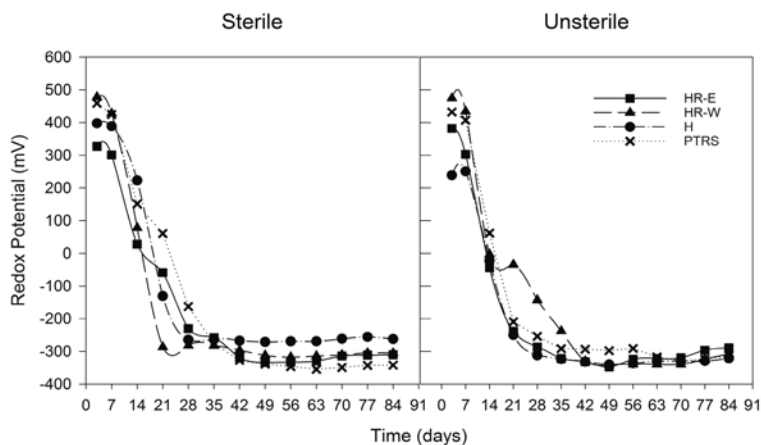 Sterile
Unsterile
600
500
400
300
200
100
0
-100
-200
-300
-400
Redox Potential (mV)
HR-E
HR-W
H
PTRS
0 7 14 21 28 35 42 49 56 63 70 77 84 91
0 7 14 21 28 35 42 49 56 63 70 77 84 91
Time (days)